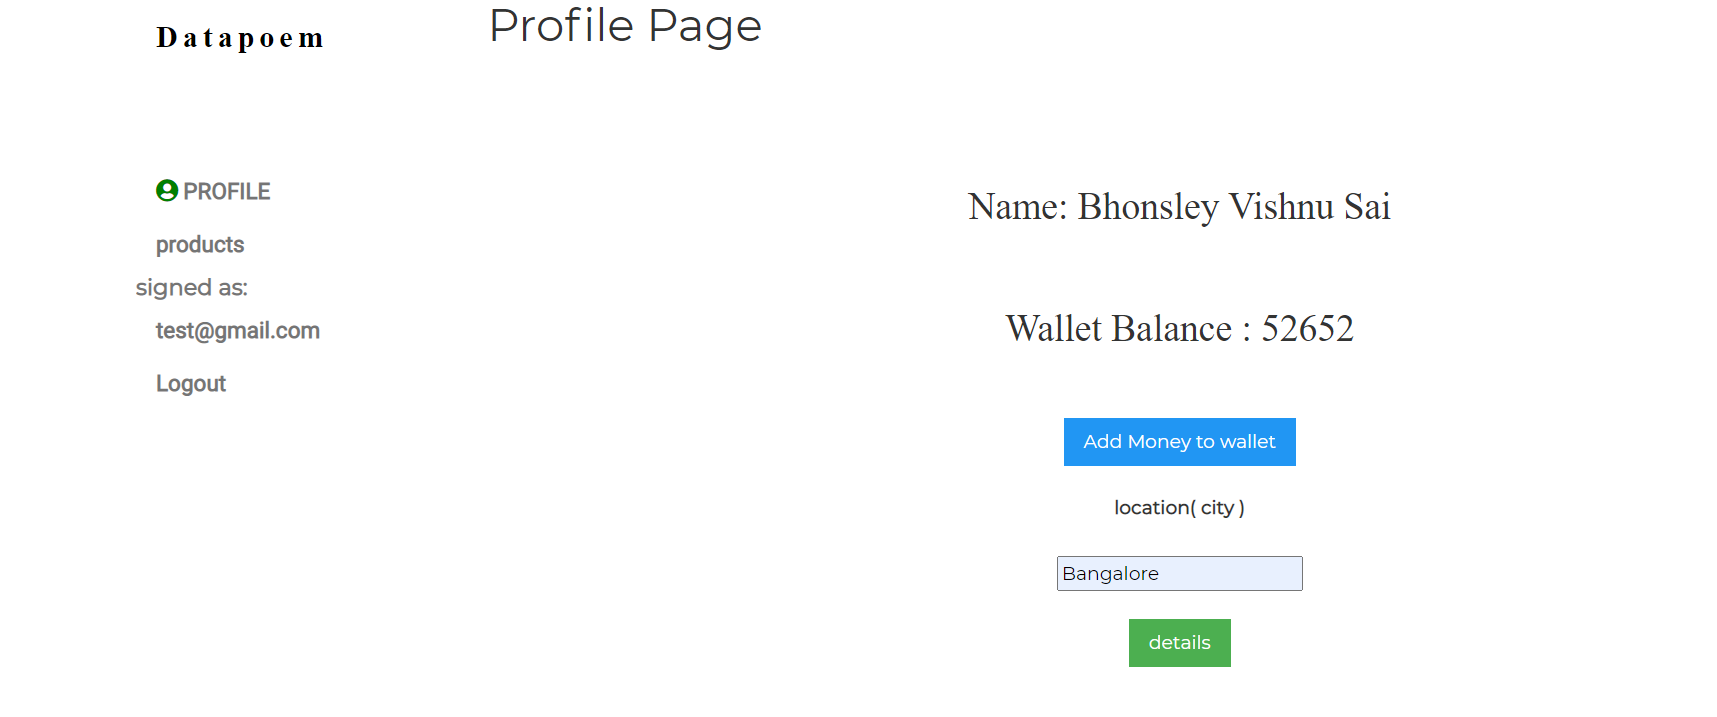 Datapoem
Profile Page
PROFILE
products
signed as:
test@gmail.com
Logout
Name: Bhonsley Vishnu Sai
Wallet Balance : 52652
Add Money to wallet
location( city )
Bangalore
details